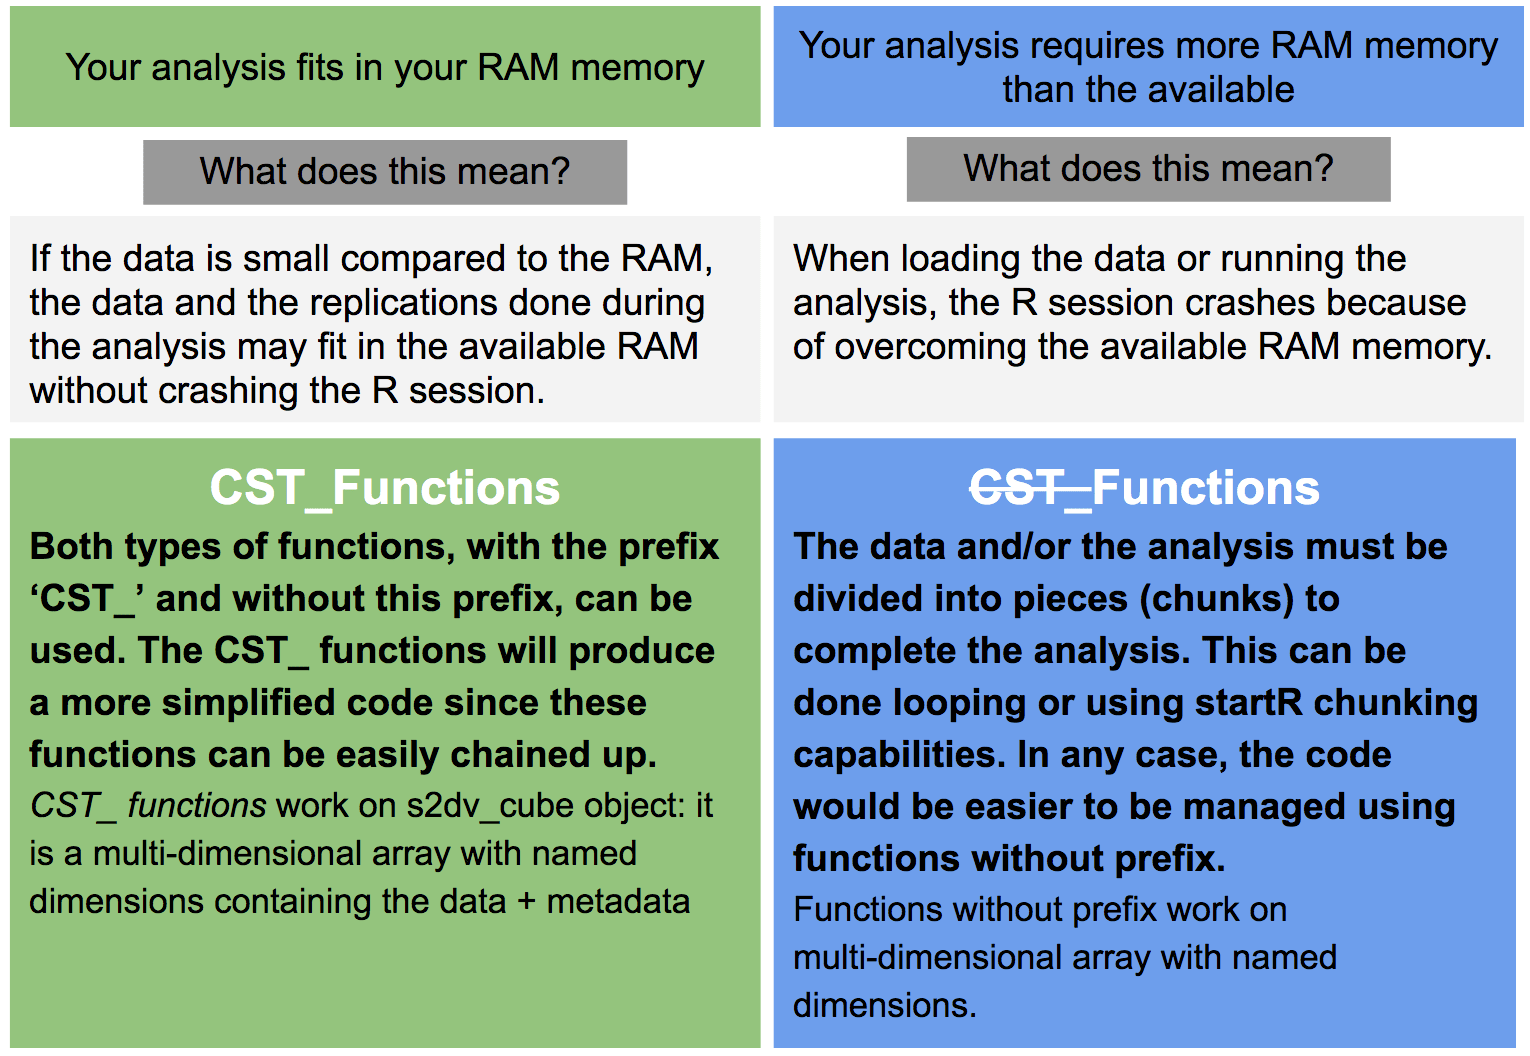 Your analysis fits in your RAM memory
What does this mean?
If the data is small compared to the RAM,
the data and the replications done during
the analysis may fit in the available RAM
without crashing the R session.
CST_Functions
Both types of functions, with the prefix
‘CST_’ and without this prefix, can be
used. The CST_ functions will produce
a more simplified code since these
functions can be easily chained up.
CST_ functions work on s2dv_cube object: it
is a multi-dimensional array with named
dimensions containing the data + metadata
Your analysis requires more RAM memory
than the available
What does this mean?
When loading the data or running the
analysis, the R session crashes because
of overcoming the available RAM memory.
CST_Functions
The data and/or the analysis must be
divided into pieces (chunks) to
complete the analysis. This can be
done looping or using startR chunking
capabilities. In any case, the code
would be easier to be managed using
functions without prefix.
Functions without prefix work on
multi-dimensional array with named
dimensions.